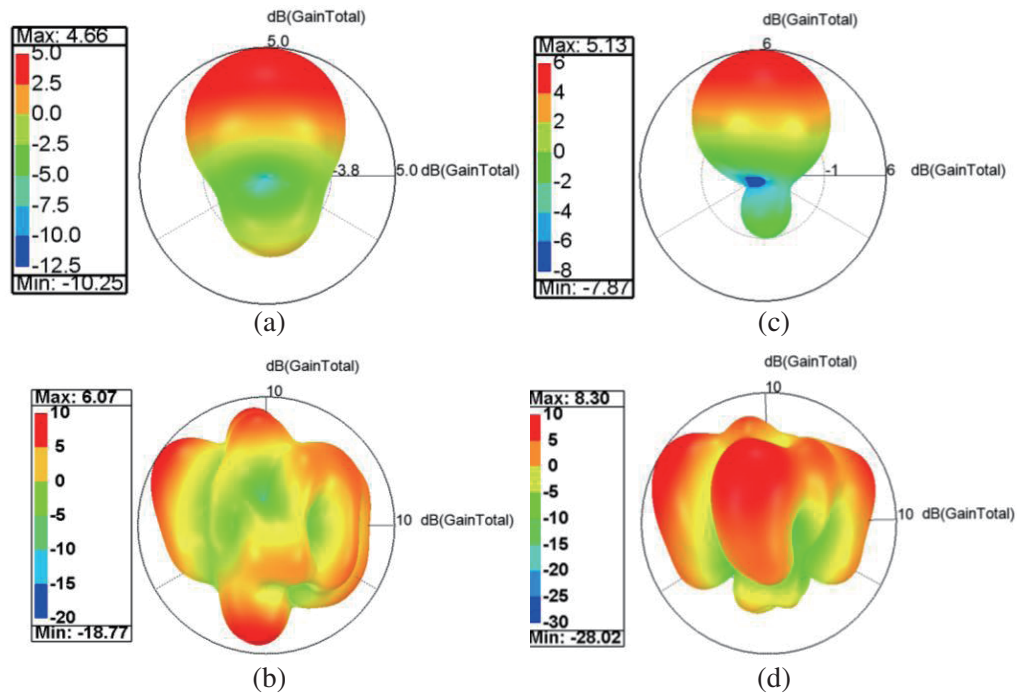 dB(GainTotal)
Max: 4.66
5.0
5.0
2.5
0.0
-2.5
-5.0
-7.5
-10.0
-12.5
Min: -10.25
-3.8
5.0 dB(GainTotal)
(a)
dB(GainTotal)
Max: 5.13
6
6
4
2
0
-2
-4
-6
-8
Min: -7.87
-1
6 dB(GainTotal)
(c)
dB(GainTotal)
Max: 6.07
10
10
5
0
-5
-10
-15
-20
Min: -18.77
10 dB(GainTotal)
(b)
dB(GainTotal)
Max: 8.30
10
10
5
0
-5
-10
-15
-20
-25
-30
Min: -28.02
10 dB(GainTotal)
(d)